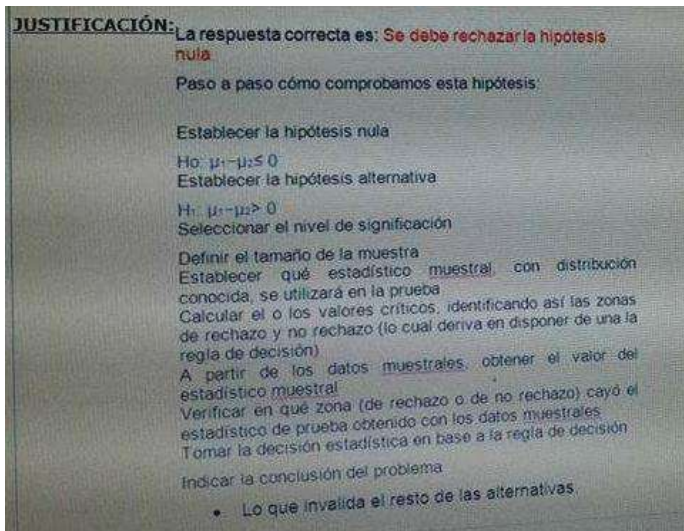 JUSTIFICACIÓN: La respuesta correcta es: Se debe rechazar la hipótesis
nula
Paso a paso cómo comprobamos esta hipótesis:
Establecer la hipótesis nula
Ho: μ₁-μ₂≤ 0
Establecer la hipótesis alternativa
H₁: μ₁-μ₂> 0
Seleccionar el nivel de significación
Definir el tamaño de la muestra
Establecer qué estadístico muestral, con distribución
conocida, se utilizará en la prueba
Calcular el o los valores críticos, identificando así las zonas
de rechazo y no rechazo (lo cual deriva en disponer de una la
regla de decisión)
A partir de los datos muestrales, obtener el valor del
estadístico muestral
Verificar en qué zona (de rechazo o de no rechazo) cayó el
estadístico de prueba obtenido con los datos muestrales
Tomar la decisión estadística en base a la regla de decisión
Indicar la conclusión del problema
• Lo que invalida el resto de las alternativas.